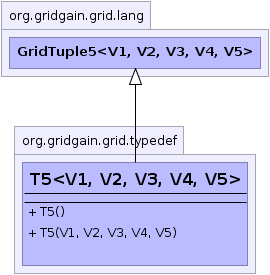 org.gridgain.grid.lang
GridTuple5<V1, V2, V3, V4, V5>
org.gridgain.grid.typedef
T5<V1, V2, V3, V4, V5>
+ T5()
+ T5(V1, V2, V3, V4, V5)